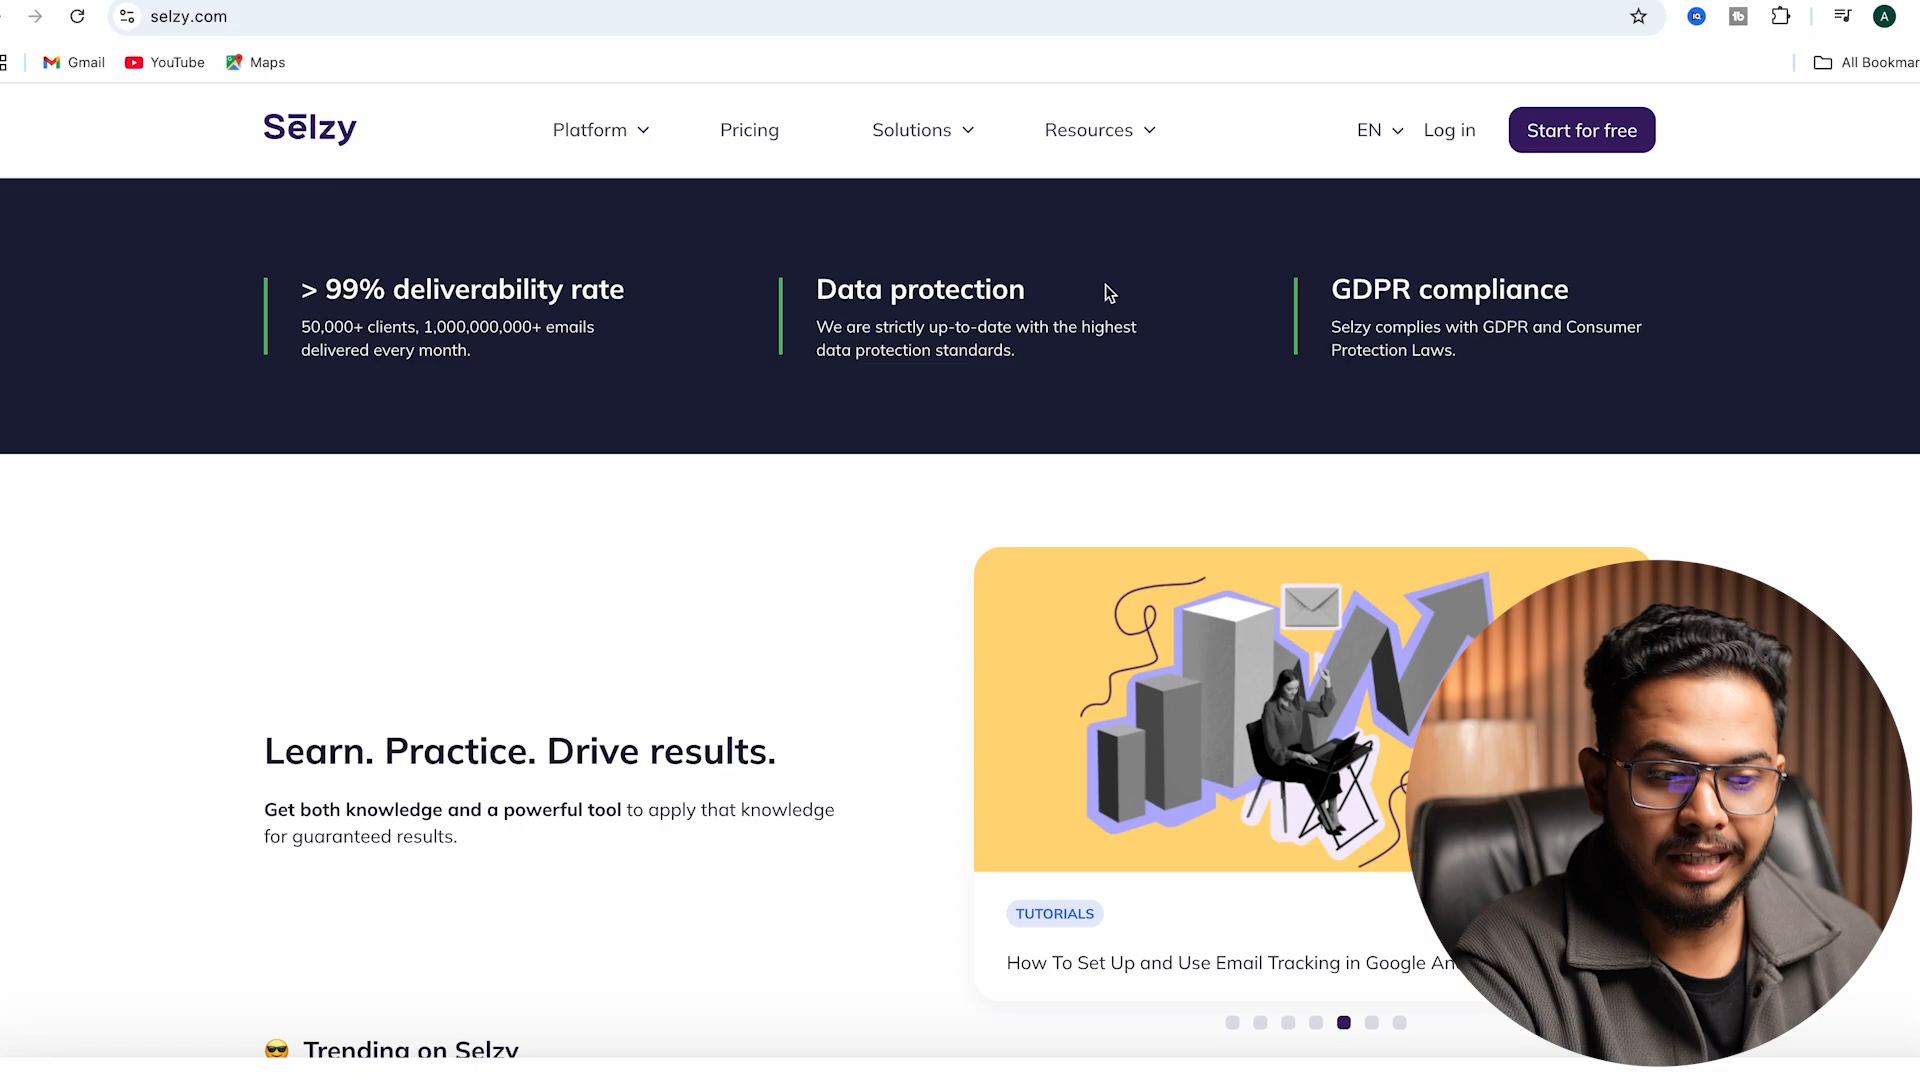 selzy.com
A
Gmail
YouTube
Maps
All Bookmar
Sēlzy
Platform
Pricing
Solutions
Resources
EN
Log in
Start for free
> 99% deliverability rate
50,000+ clients, 1,000,000,000+ emails
delivered every month.
Data protection
We are strictly up-to-date with the highest
data protection standards.
GDPR compliance
Selzy complies with GDPR and Consumer
Protection Laws.
Learn. Practice. Drive results.
Get both knowledge and a powerful tool to apply that knowledge
for guaranteed results.
TUTORIALS
How To Set Up and Use Email Tracking in Google An
Trending on Selzy